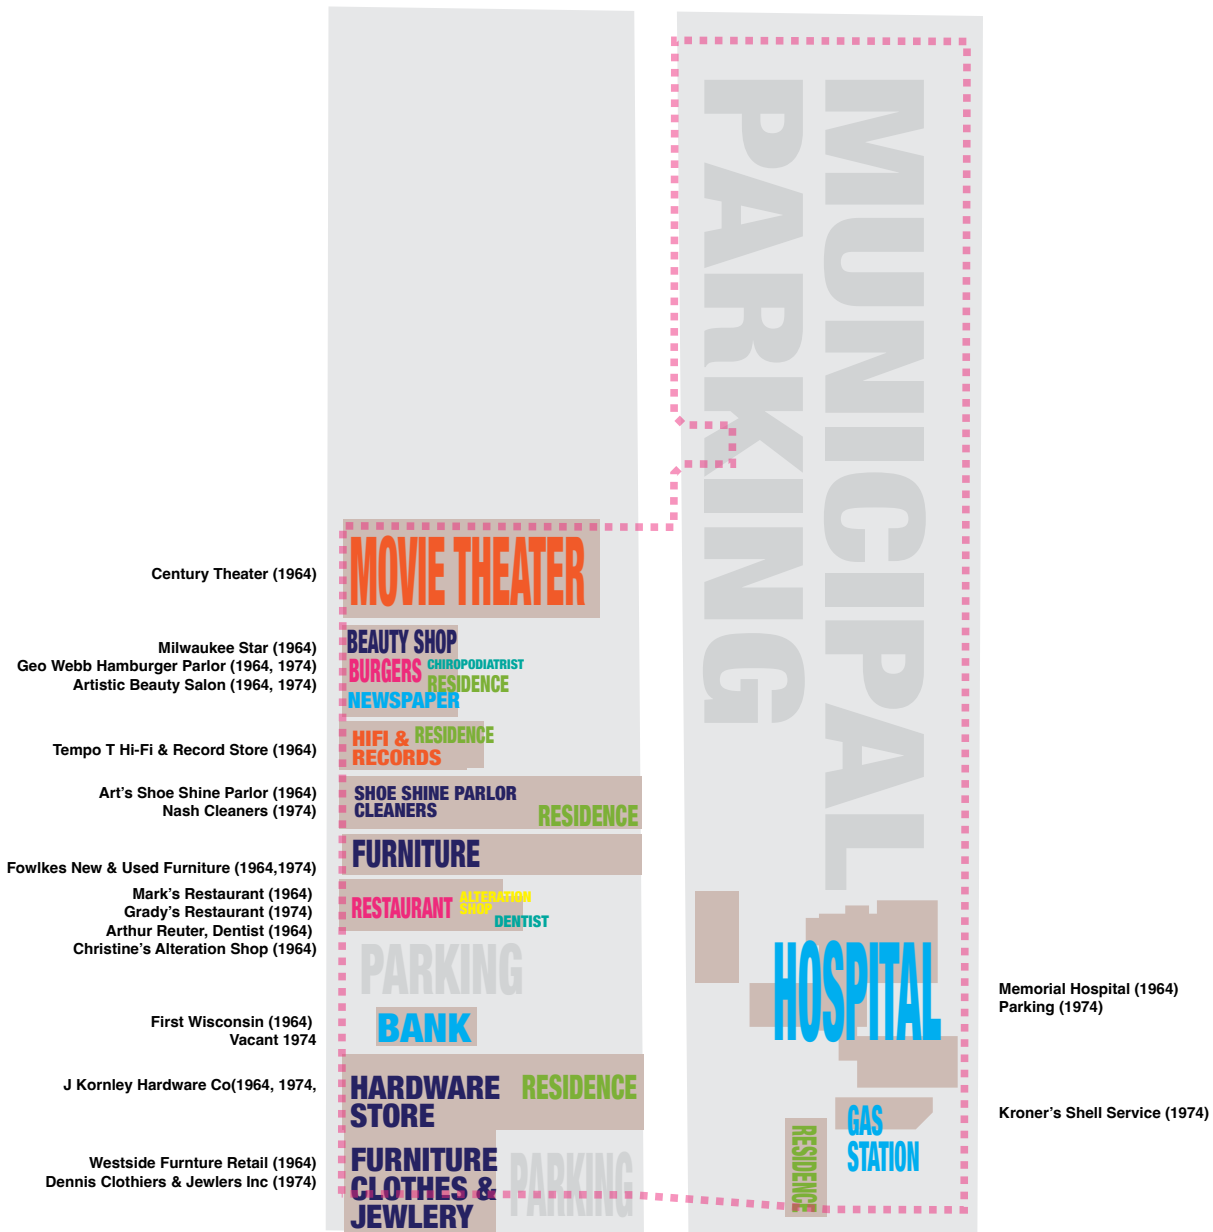 MUNICIPAL
PARKING
Century Theater (1964)
MOVIE THEATER
Milwaukee Star (1964)
Geo Webb Hamburger Parlor (1964, 1974)
Artistic Beauty Salon (1964, 1974)
BEAUTY SHOP
BURGERS
CHIROPODIATRIST
RESIDENCE
NEWSPAPER
Tempo T Hi-Fi & Record Store (1964)
HIFI &
RECORDS
RESIDENCE
Art's Shoe Shine Parlor (1964)
Nash Cleaners (1974)
SHOE SHINE PARLOR
CLEANERS
RESIDENCE
Fowlkes New & Used Furniture (1964,1974)
FURNITURE
Mark's Restaurant (1964)
Grady's Restaurant (1974)
Arthur Reuter, Dentist (1964)
Christine's Alteration Shop (1964)
RESTAURANT
ALTERATION
SHOP
DENTIST
PARKING
First Wisconsin (1964)
Vacant 1974
BANK
J Kornley Hardware Co(1964, 1974,
HARDWARE
STORE
RESIDENCE
Westside Furnture Retail (1964)
Dennis Clothiers & Jewlers Inc (1974)
FURNITURE
CLOTHES &
JEWLERY
PARKING
HOSPITAL
Memorial Hospital (1964)
Parking (1974)
GAS
STATION
RESIDENCE
Kroner's Shell Service (1974)